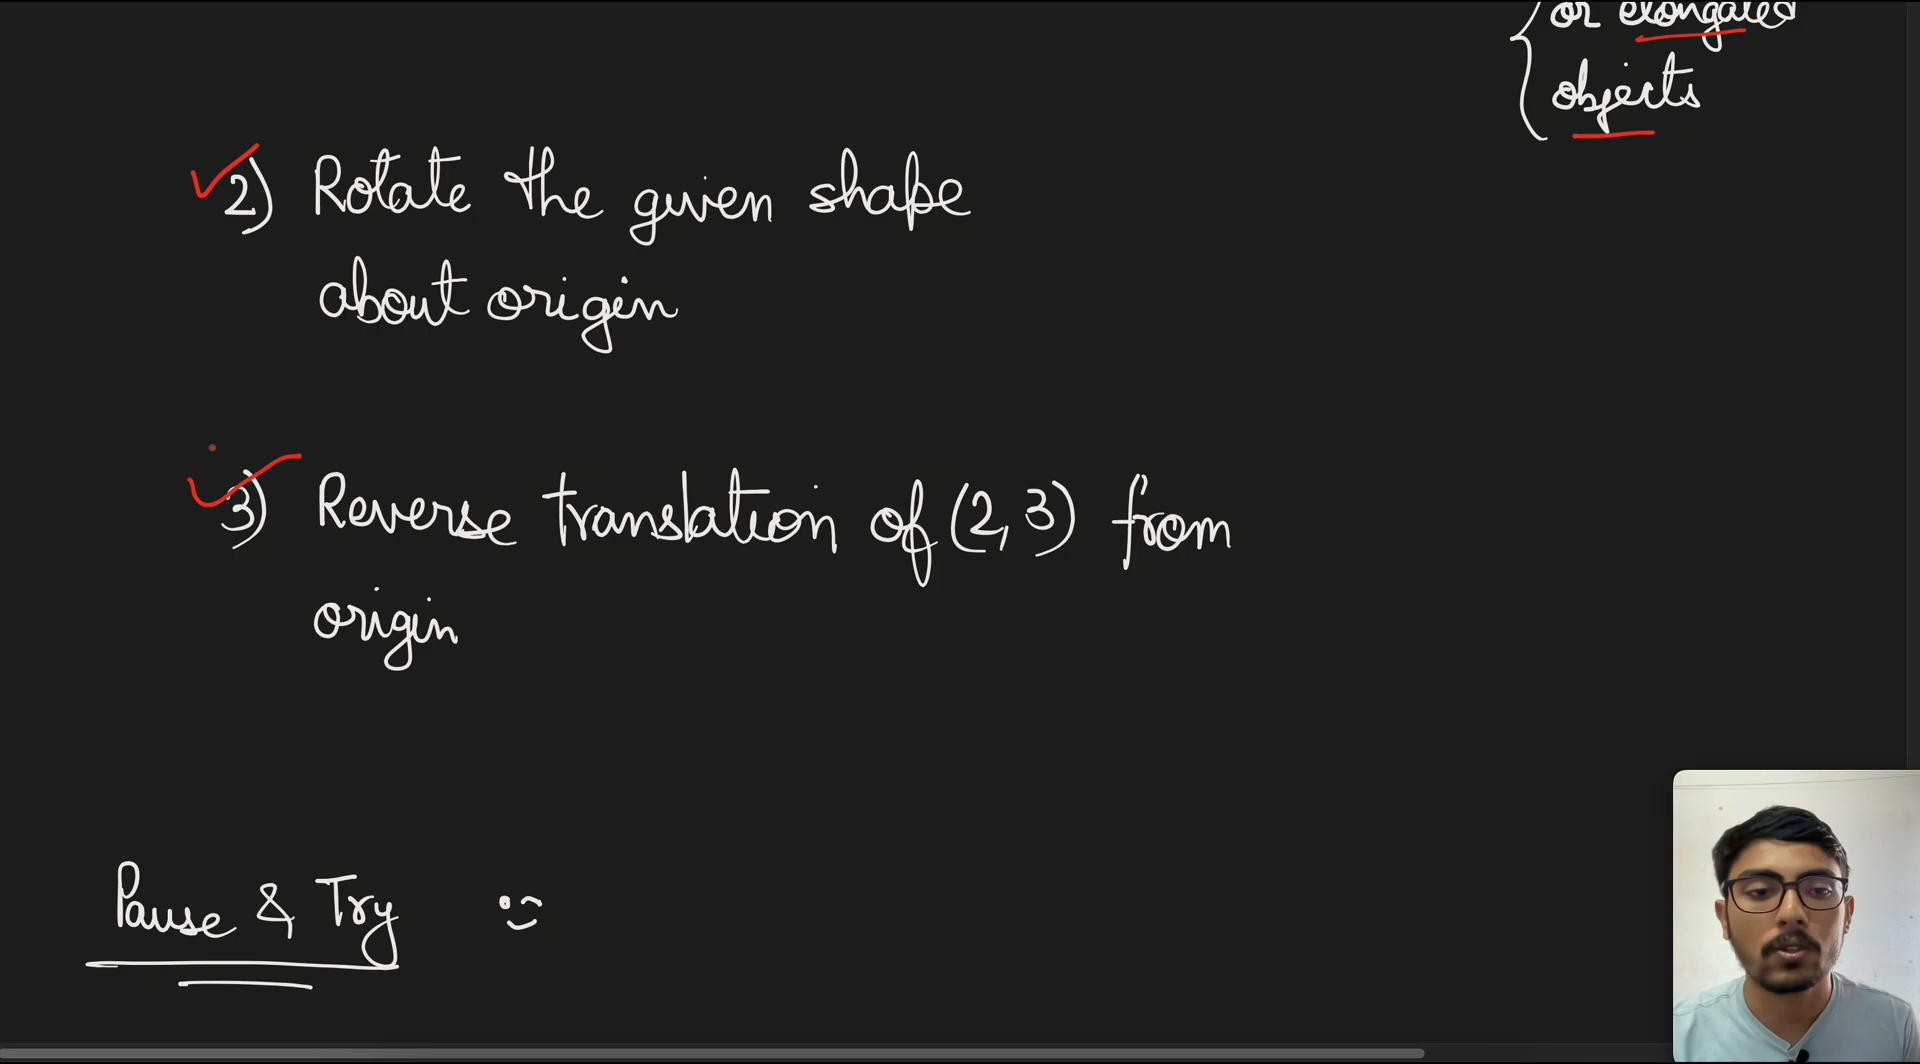 or elongated
objects
2) Rotate the given shape
about origin
3) Reverse translation of (2, 3) from
origin
Pause & Try